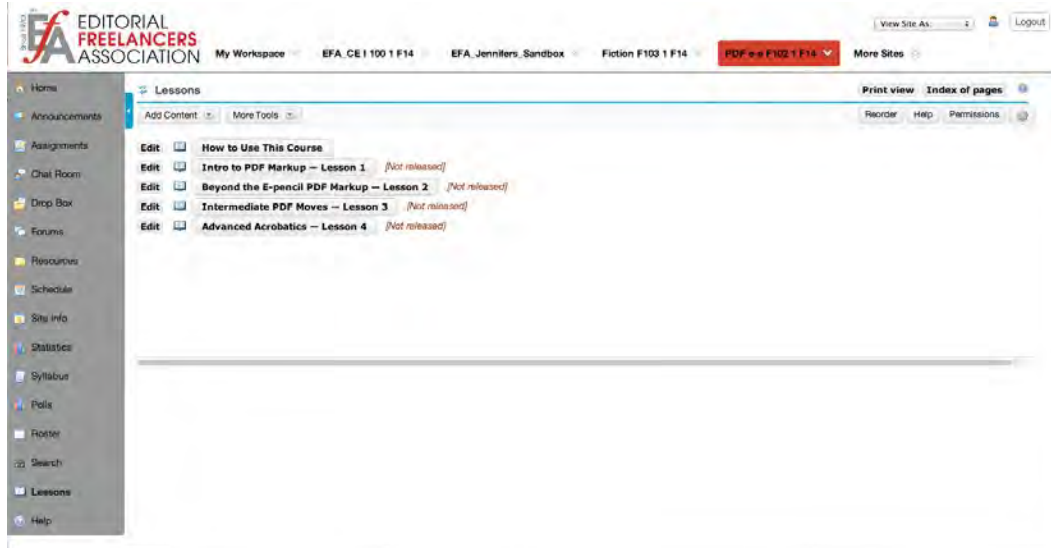 EDITORIAL
FREELANCERS
ASSOCIATION
View Site As:
Logout
My Workspace
EFA_CE I 100 1 F14
EFA_Jennifers_Sandbox
Fiction F103 1 F14
PDF e-e F102 1 F14
More Sites
Home
Announcements
Assignments
Chat Room
Drop Box
Forums
Resources
Schedule
Site Info
Statistics
Syllabus
Polls
Roster
Search
Lessons
Help
Lessons
Print view Index of pages
Add Content More Tools
Reorder Help Permissions
Edit How to Use This Course
Edit Intro to PDF Markup — Lesson 1 [Not released]
Edit Beyond the E-pencil PDF Markup — Lesson 2 [Not released]
Edit Intermediate PDF Moves — Lesson 3 [Not released]
Edit Advanced Acrobatics — Lesson 4 [Not released]